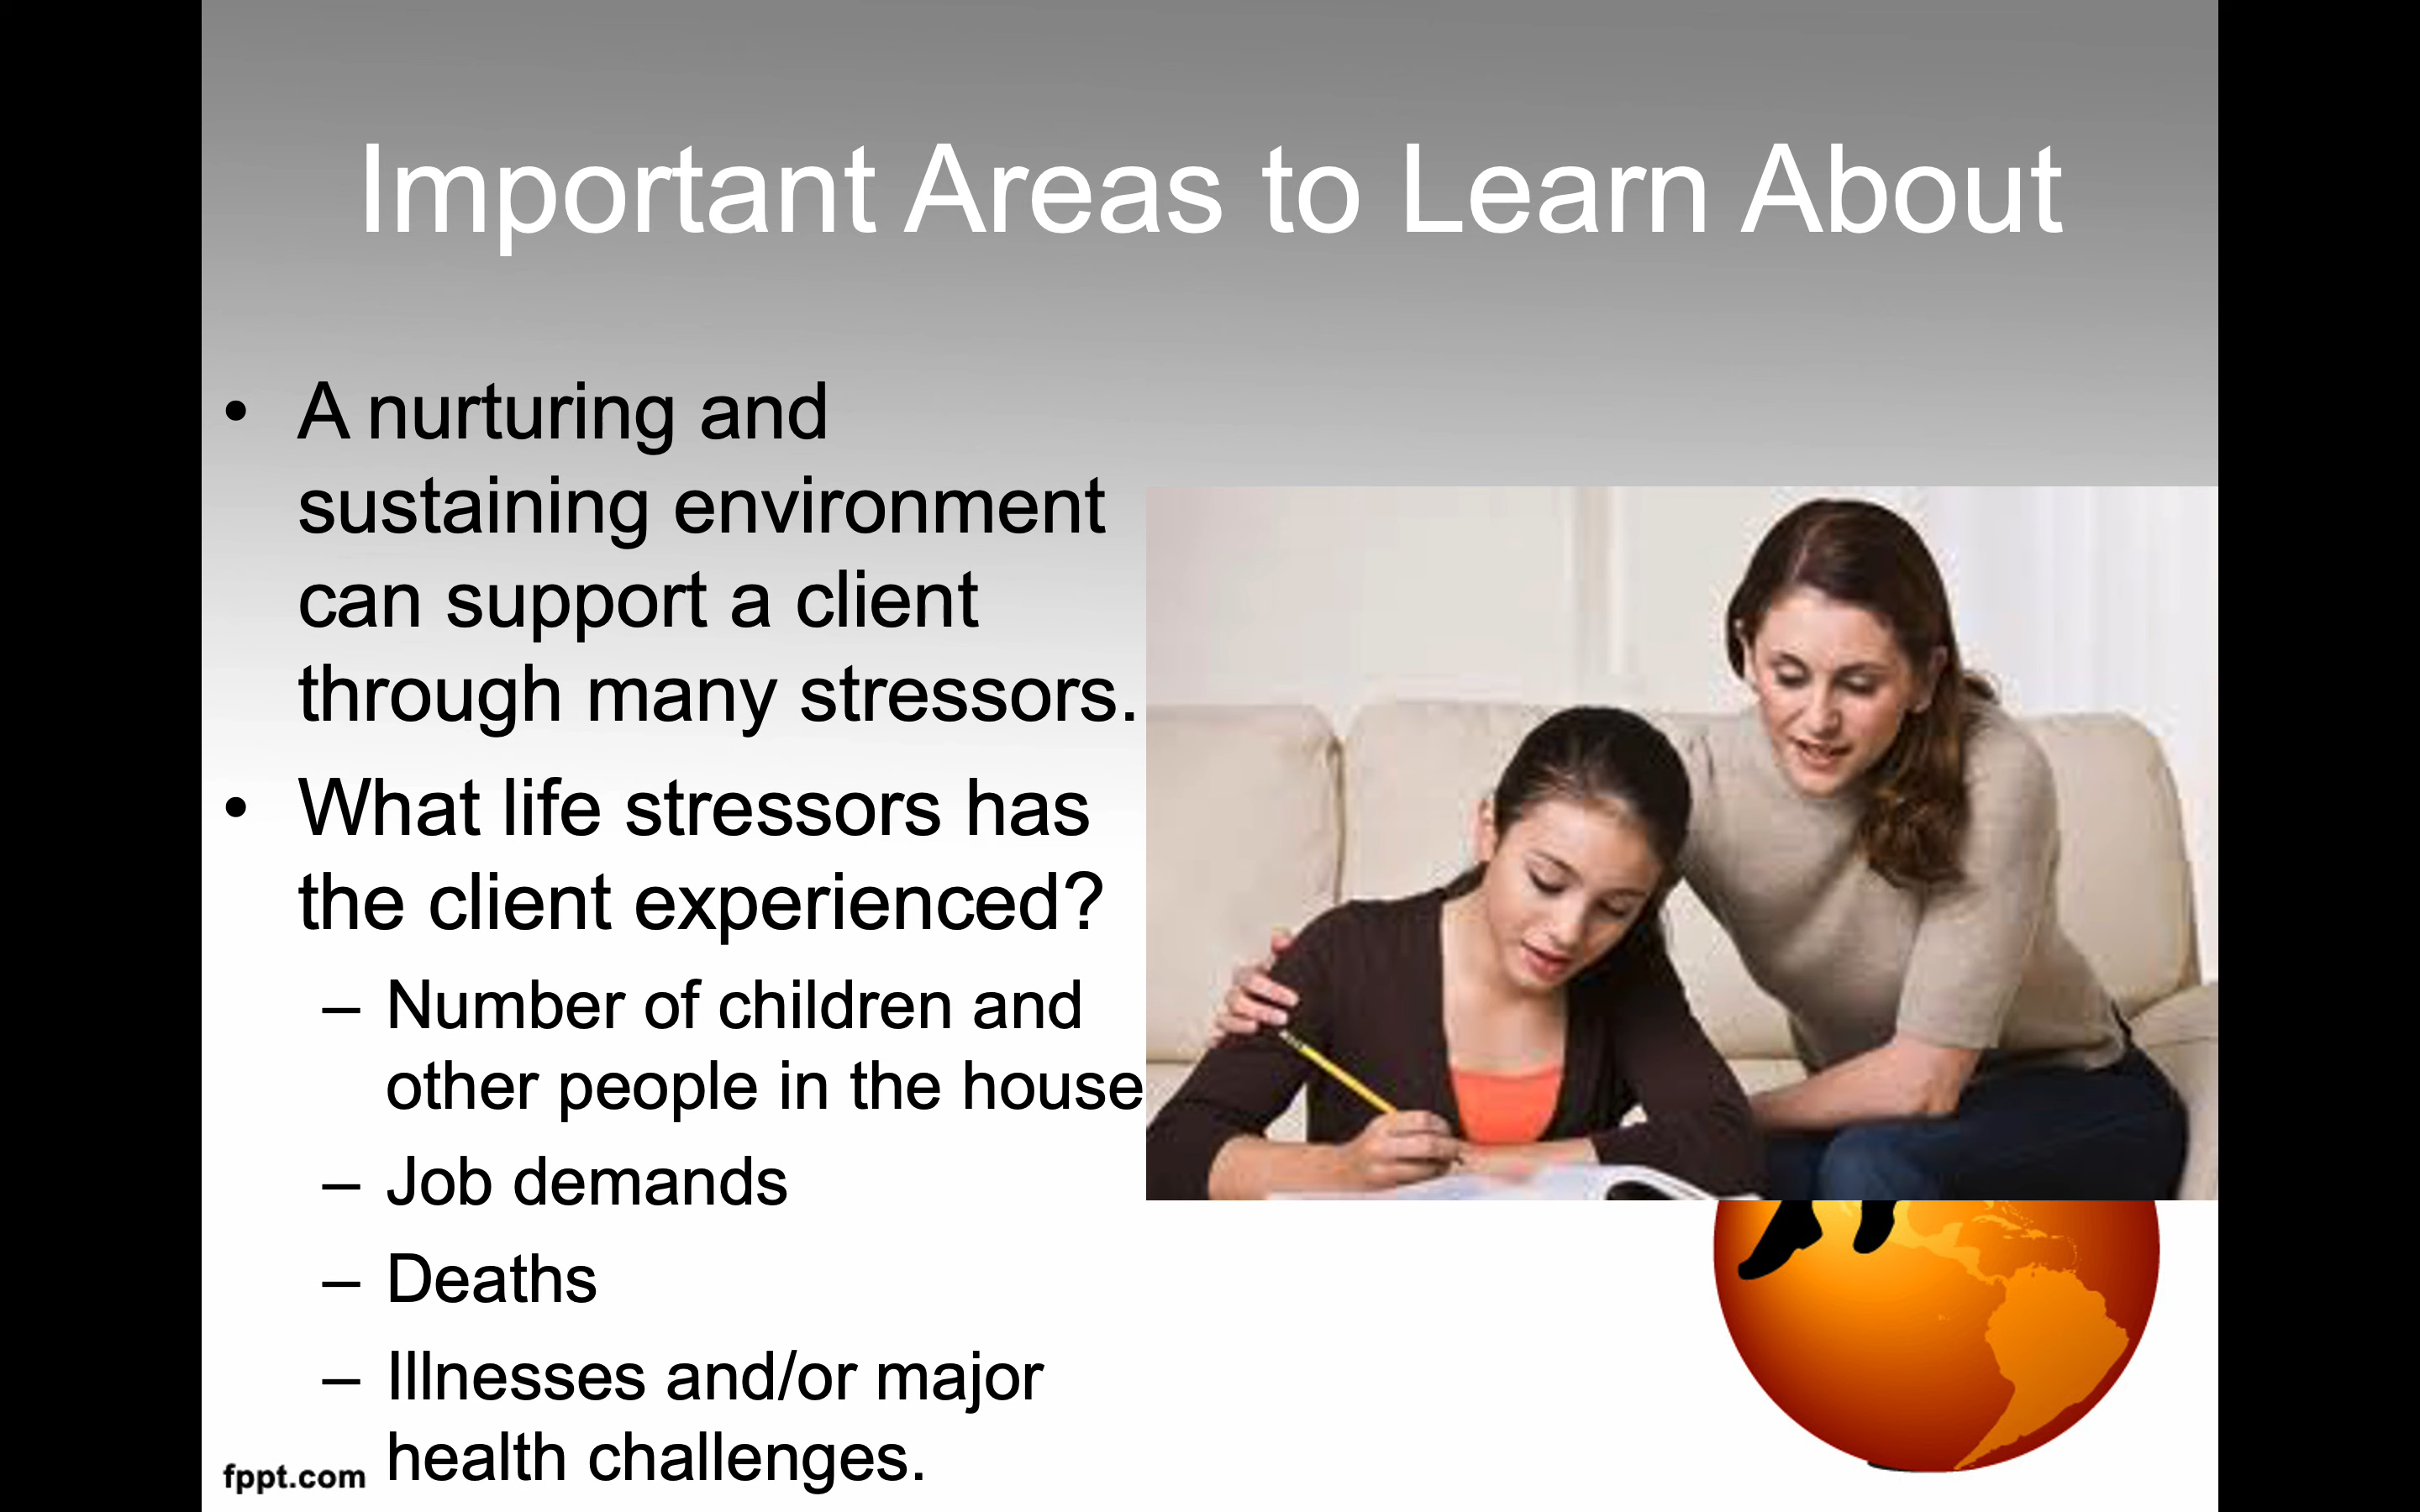 Important Areas to Learn About
• A nurturing and
sustaining environment
can support a client
through many stressors.
• What life stressors has
the client experienced?
– Number of children and
other people in the house
– Job demands
– Deaths
– Illnesses and/or major
health challenges.
fppt.com